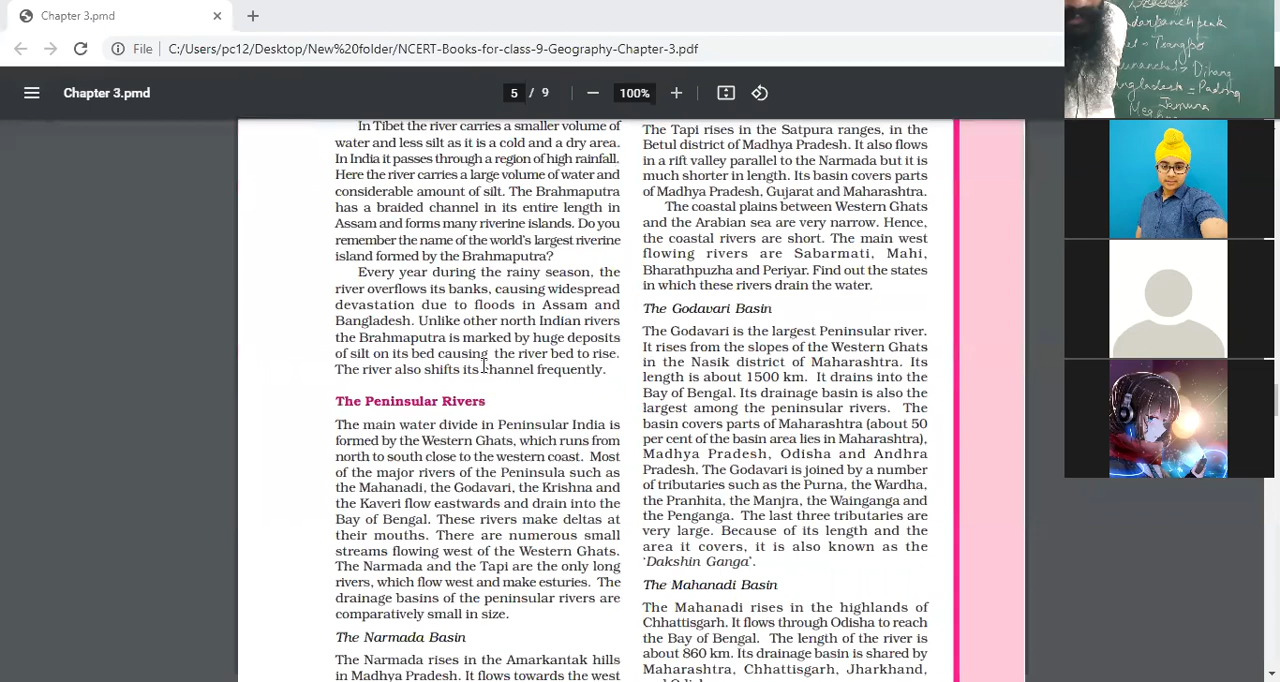 Chapter 3.pmd
File
C:/Users/pc12/Desktop/New%20folder/NCERT-Books-for-class-9-Geography-Chapter-3.pdf
Chapter 3.pmd
5 / 9
100%
In Tibet the river carries a smaller volume of
water and less silt as it is a cold and a dry area.
In India it passes through a region of high rainfall.
Here the river carries a large volume of water and
considerable amount of silt. The Brahmaputra
has a braided channel in its entire length in
Assam and forms many riverine islands. Do you
remember the name of the world's largest riverine
island formed by the Brahmaputra?
Every year during the rainy season, the
river overflows its banks, causing widespread
devastation due to floods in Assam and
Bangladesh. Unlike other north Indian rivers
the Brahmaputra is marked by huge deposits
of silt on its bed causing the river bed to rise.
The river also shifts its channel frequently.
The Peninsular Rivers
The main water divide in Peninsular India is
formed by the Western Ghats, which runs from
north to south close to the western coast. Most
of the major rivers of the Peninsula such as
the Mahanadi, the Godavari, the Krishna and
the Kaveri flow eastwards and drain into the
Bay of Bengal. These rivers make deltas at
their mouths. There are numerous small
streams flowing west of the Western Ghats.
The Narmada and the Tapi are the only long
rivers, which flow west and make esturies. The
drainage basins of the peninsular rivers are
comparatively small in size.
The Narmada Basin
The Narmada rises in the Amarkantak hills
in Madhya Pradesh. It flows towards the west
The Tapi rises in the Satpura ranges, in the
Betul district of Madhya Pradesh. It also flows
in a rift valley parallel to the Narmada but it is
much shorter in length. Its basin covers parts
of Madhya Pradesh, Gujarat and Maharashtra.
The coastal plains between Western Ghats
and the Arabian sea are very narrow. Hence,
the coastal rivers are short. The main west
flowing rivers are Sabarmati, Mahi,
Bharathpuzha and Periyar. Find out the states
in which these rivers drain the water.
The Godavari Basin
The Godavari is the largest Peninsular river.
It rises from the slopes of the Western Ghats
in the Nasik district of Maharashtra. Its
length is about 1500 km. It drains into the
Bay of Bengal. Its drainage basin is also the
largest among the peninsular rivers. The
basin covers parts of Maharashtra (about 50
per cent of the basin area lies in Maharashtra),
Madhya Pradesh, Odisha and Andhra
Pradesh. The Godavari is joined by a number
of tributaries such as the Purna, the Wardha,
the Pranhita, the Manjra, the Wainganga and
the Penganga. The last three tributaries are
very large. Because of its length and the
area it covers, it is also known as the
'Dakshin Ganga'.
The Mahanadi Basin
The Mahanadi rises in the highlands of
Chhattisgarh. It flows through Odisha to reach
the Bay of Bengal. The length of the river is
about 860 km. Its drainage basin is shared by
Maharashtra, Chhattisgarh, Jharkhand,
peak
Dihang
= Padma
Jamuna